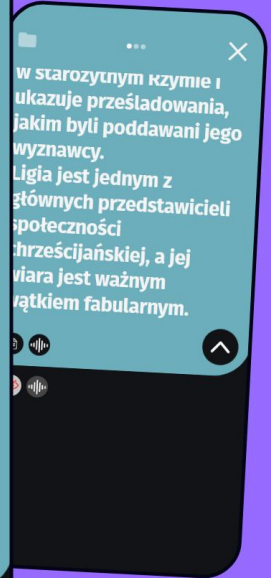 w starożytnym Rzymie i
ukazuje prześladowania,
jakim byli poddawani jego
wyznawcy.
Ligia jest jednym z
głównych przedstawicieli
społeczności
chrześcijańskiej, a jej
wiara jest ważnym
wątkiem fabularnym.